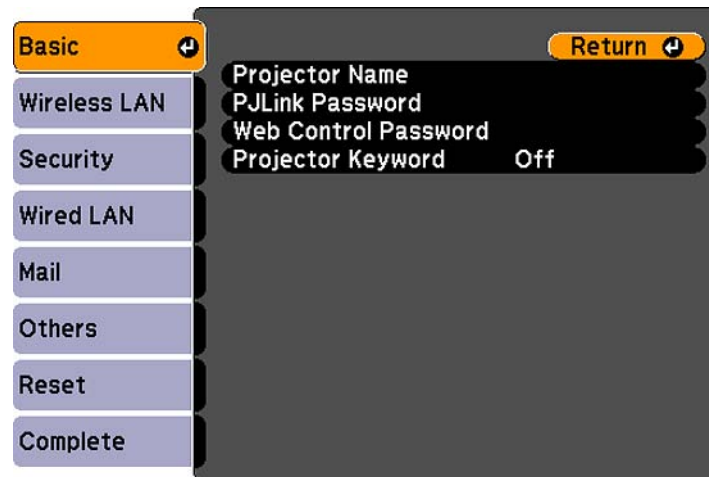 Basic
Wireless LAN
Security
Wired LAN
Mail
Others
Reset
Complete
Return
Projector Name
PJLink Password
Web Control Password
Projector Keyword Off